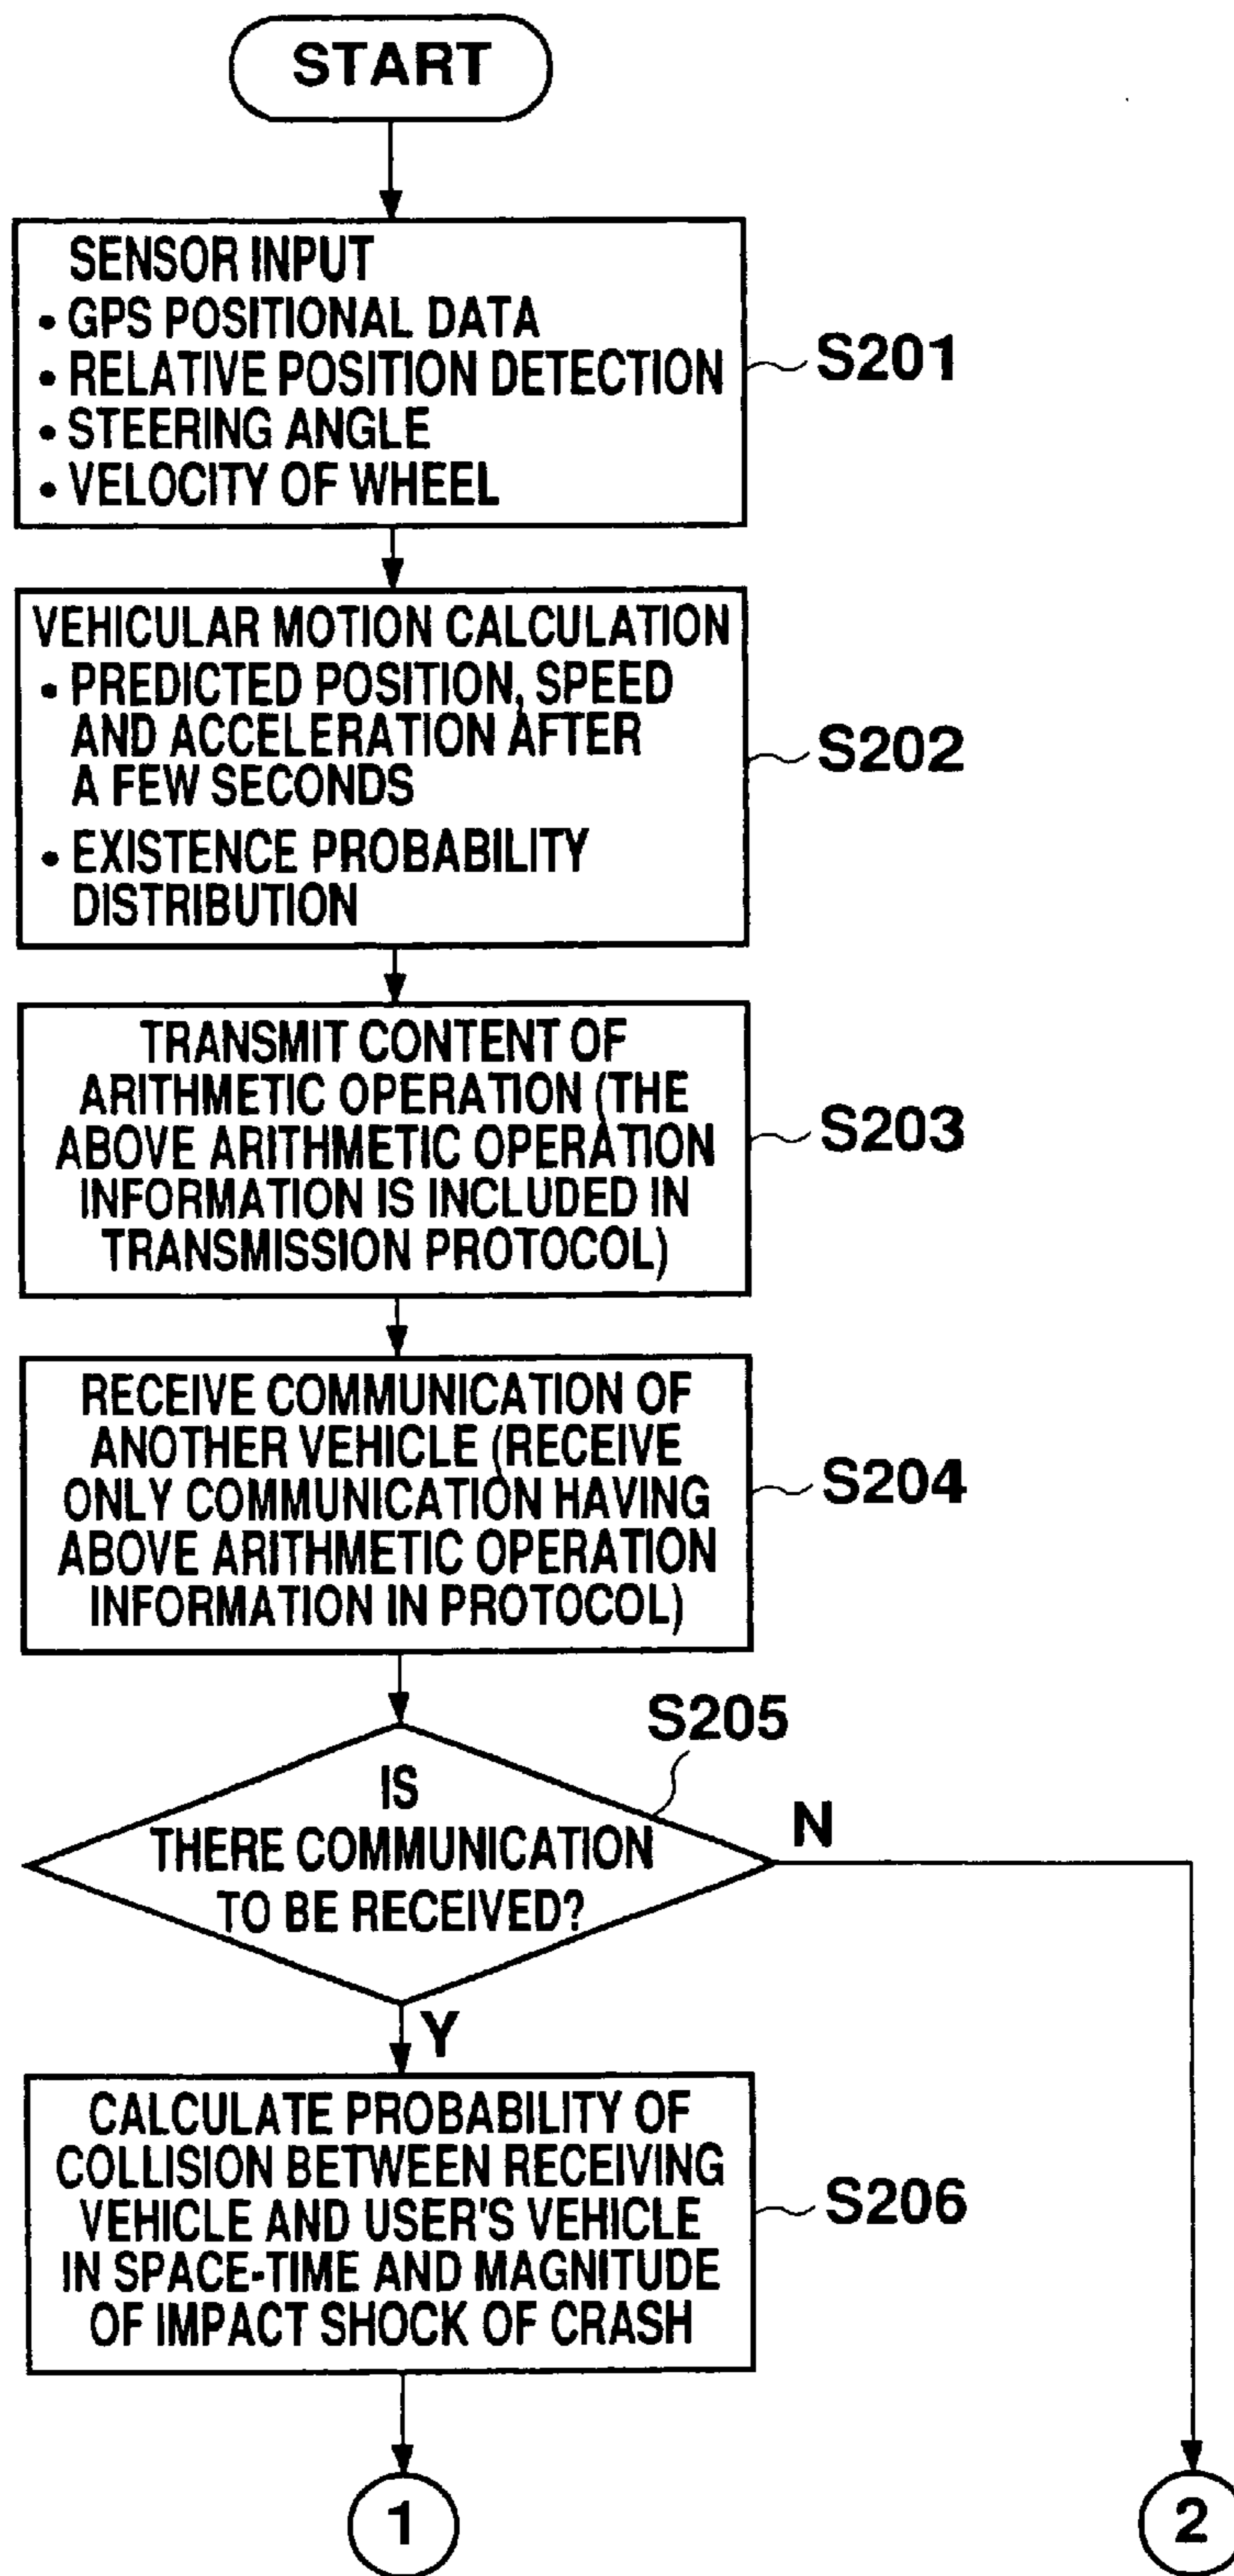 START
SENSOR INPUT
• GPS POSITIONAL DATA
• RELATIVE POSITION DETECTION
• STEERING ANGLE
• VELOCITY OF WHEEL
S201
VEHICULAR MOTION CALCULATION
• PREDICTED POSITION, SPEED
AND ACCELERATION AFTER
A FEW SECONDS
• EXISTENCE PROBABILITY
DISTRIBUTION
S202
TRANSMIT CONTENT OF
ARITHMETIC OPERATION (THE
ABOVE ARITHMETIC OPERATION
INFORMATION IS INCLUDED IN
TRANSMISSION PROTOCOL)
S203
RECEIVE COMMUNICATION OF
ANOTHER VEHICLE (RECEIVE
ONLY COMMUNICATION HAVING
ABOVE ARITHMETIC OPERATION
INFORMATION IN PROTOCOL)
S204
S205
IS
THERE COMMUNICATION
TO BE RECEIVED?
N
Y
CALCULATE PROBABILITY OF
COLLISION BETWEEN RECEIVING
VEHICLE AND USER'S VEHICLE
IN SPACE-TIME AND MAGNITUDE
OF IMPACT SHOCK OF CRASH
S206
1
2